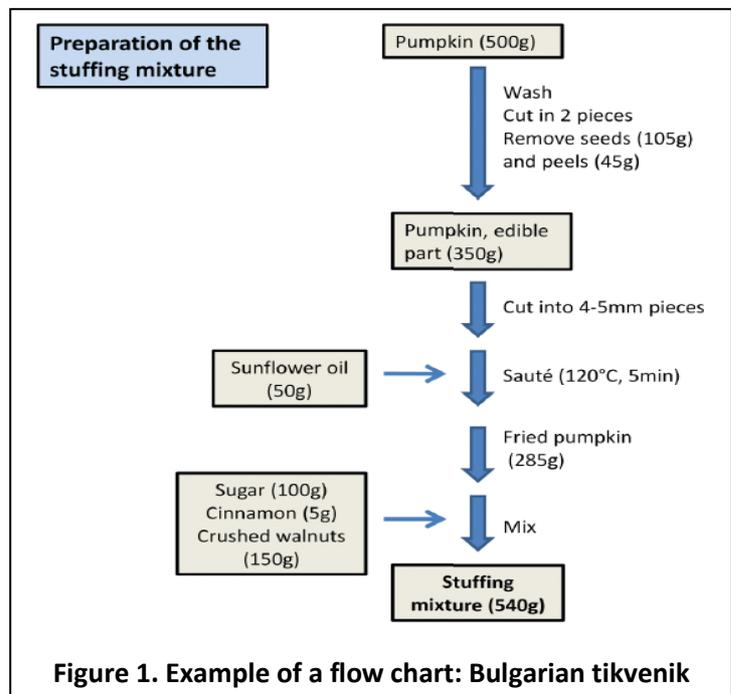 Preparation of the
stuffing mixture
Pumpkin (500g)
Wash
Cut in 2 pieces
Remove seeds (105g)
and peels (45g)
Pumpkin, edible
part (350g)
Cut into 4-5mm pieces
Sunflower oil
(50g)
Sauté (120°C, 5min)
Fried pumpkin
(285g)
Sugar (100g)
Cinnamon (5g)
Crushed walnuts
(150g)
Mix
Stuffing
mixture (540g)
Figure 1. Example of a flow chart: Bulgarian tikvenik